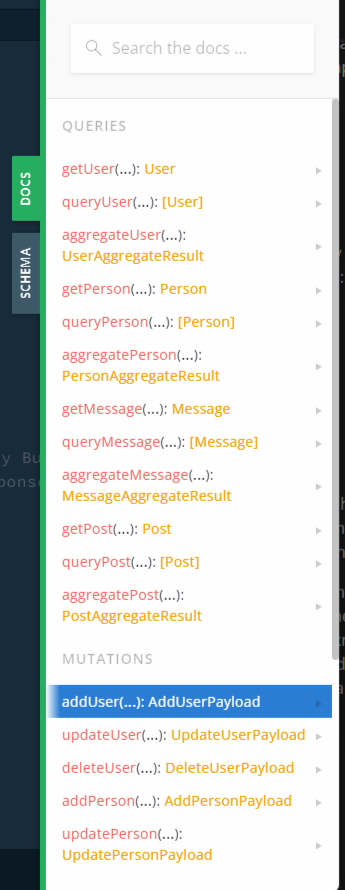 Search the docs ...
QUERIES
getUser(...): User
queryUser(...): [User]
aggregateUser(...):
UserAggregateResult
getPerson(...): Person
queryPerson(...): [Person]
aggregatePerson(...):
PersonAggregateResult
getMessage(...): Message
queryMessage(...): [Message]
aggregateMessage(...):
MessageAggregateResult
getPost(...): Post
queryPost(...): [Post]
aggregatePost(...):
PostAggregateResult
MUTATIONS
addUser(...): AddUserPayload
updateUser(...): UpdateUserPayload
deleteUser(...): DeleteUserPayload
addPerson(...): AddPersonPayload
updatePerson(...):
UpdatePersonPayload
DOCS
SCHEMA
y Bu
ponse